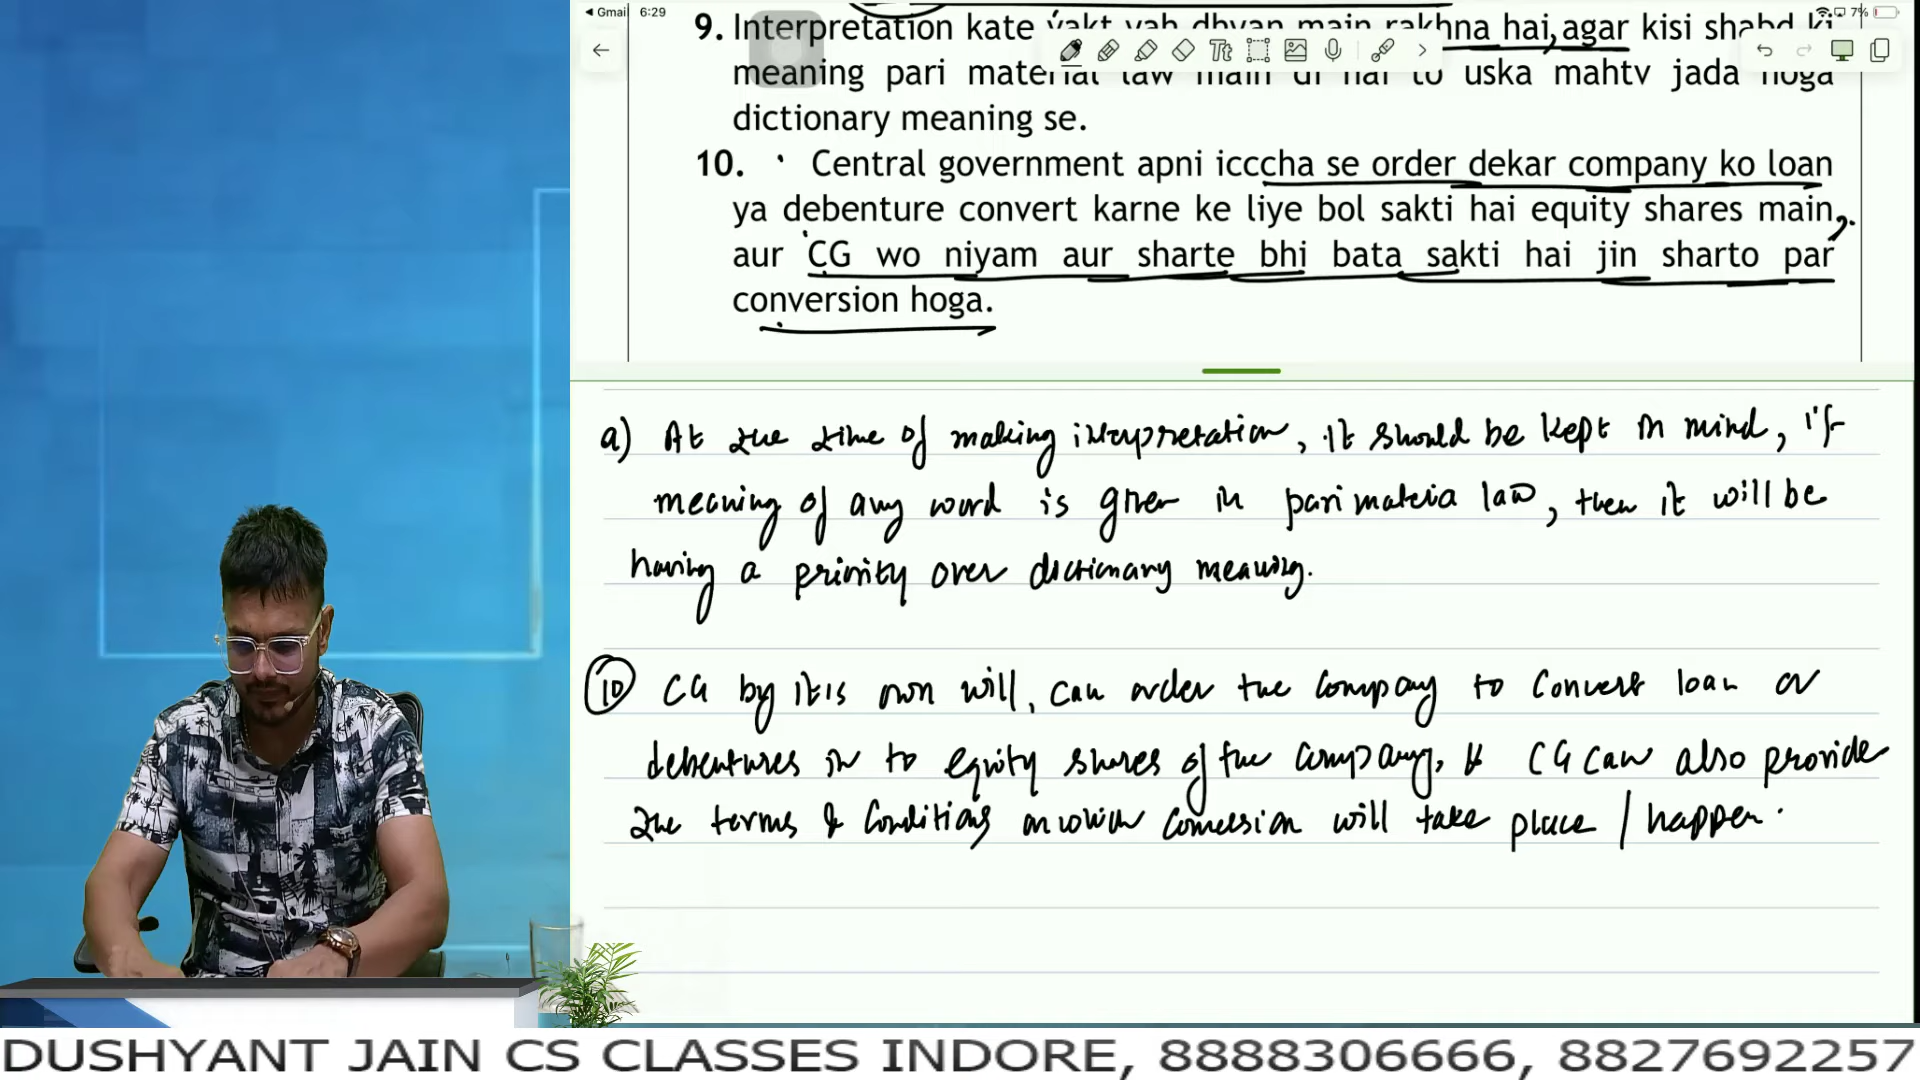 Gmail 6:29 7%
9. Interpretation kate vakt yah dhyan main rakhna hai, agar kisi shabd ki
meaning pari material law main di hai to uska mahtv jada hoga
dictionary meaning se.
10. Central government apni icccha se order dekar company ko loan
ya debenture convert karne ke liye bol sakti hai equity shares main,
aur CG wo niyam aur sharte bhi bata sakti hai jin sharto par
conversion hoga.
a) At the time of making interpretation, it should be kept in mind, if
meaning of any word is given in pari materia law, then it will be
having a priority over dictionary meaning.
10 CG by it is own will, can order the Company to Convert loan or
debentures in to equity shares of the Company, & CG can also provide
the terms & Conditions on which Conversion will take place / happen.
DUSHYANT JAIN CS CLASSES INDORE, 8888306666, 8827692257